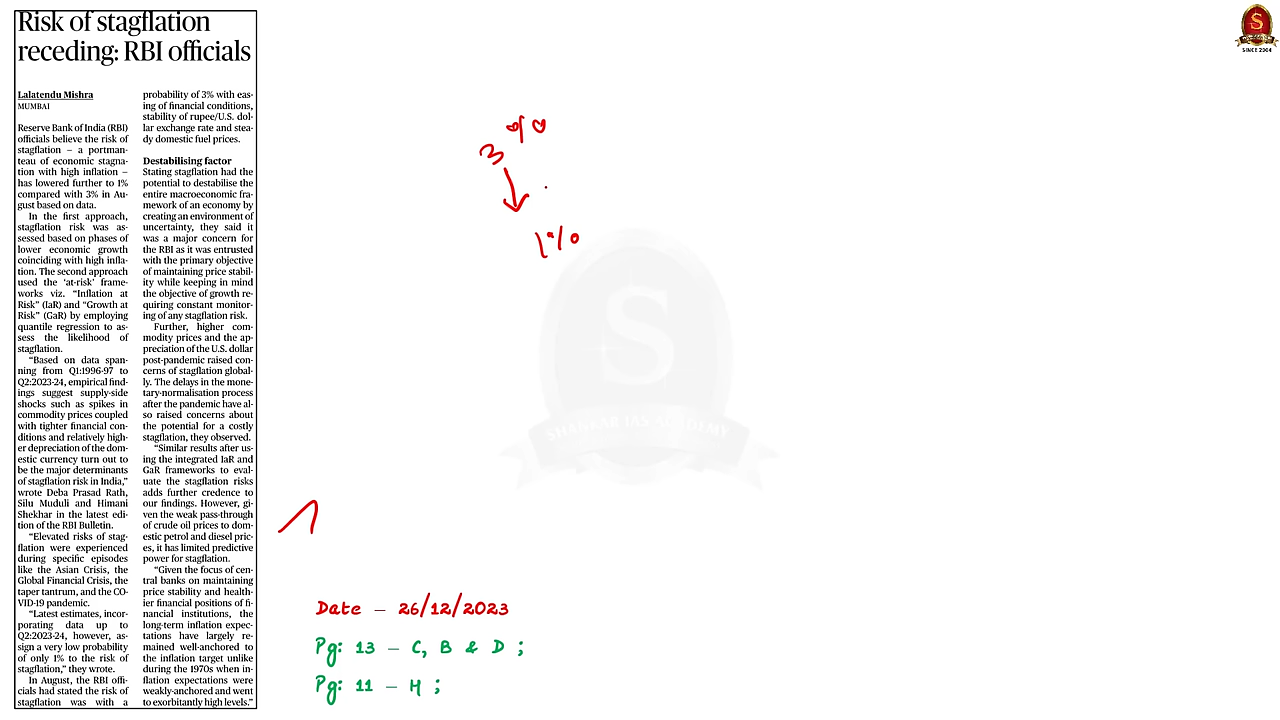 Risk of stagflation
receding: RBI officials
Lalatendu Mishra
MUMBAI
Reserve Bank of India (RBI)
officials believe the risk of
stagflation – a portman-
teau of economic stagna-
tion with high inflation –
has lowered further to 1%
compared with 3% in Au-
gust based on data.
In the first approach,
stagflation risk was as-
sessed based on phases of
lower economic growth
coinciding with high infla-
tion. The second approach
used the ‘at-risk’ frame-
works viz. “Inflation at
Risk” (IaR) and “Growth at
Risk” (GaR) by employing
quantile regression to as-
sess the likelihood of
stagflation.
“Based on data span-
ning from Q1:1996-97 to
Q2:2023-24, empirical find-
ings suggest supply-side
shocks such as spikes in
commodity prices coupled
with tighter financial con-
ditions and relatively high-
er depreciation of the dom-
estic currency turn out to
be the major determinants
of stagflation risk in India,”
wrote Deba Prasad Rath,
Silu Muduli and Himani
Shekhar in the latest edi-
tion of the RBI Bulletin.
“Elevated risks of stag-
flation were experienced
during specific episodes
like the Asian Crisis, the
Global Financial Crisis, the
taper tantrum, and the CO-
VID-19 pandemic.
“Latest estimates, incor-
porating data up to
Q2:2023-24, however, as-
sign a very low probability
of only 1% to the risk of
stagflation,” they wrote.
In August, the RBI offi-
cials had stated the risk of
stagflation was with a
probability of 3% with eas-
ing of financial conditions,
stability of rupee/U.S. dol-
lar exchange rate and stea-
dy domestic fuel prices.
Destabilising factor
Stating stagflation had the
potential to destabilise the
entire macroeconomic fra-
mework of an economy by
creating an environment of
uncertainty, they said it
was a major concern for
the RBI as it was entrusted
with the primary objective
of maintaining price stabil-
ity while keeping in mind
the objective of growth re-
quiring constant monitor-
ing of any stagflation risk.
Further, higher com-
modity prices and the ap-
preciation of the U.S. dollar
post-pandemic raised con-
cerns of stagflation global-
ly. The delays in the mone-
tary-normalisation process
after the pandemic have al-
so raised concerns about
the potential for a costly
stagflation, they observed.
“Similar results after us-
ing the integrated IaR and
GaR frameworks to eval-
uate the stagflation risks
adds further credence to
our findings. However, giv-
en the weak pass-through
of crude oil prices to dom-
estic petrol and diesel pric-
es, it has limited predictive
power for stagflation.
“Given the focus of cen-
tral banks on maintaining
price stability and health-
ier financial positions of fi-
nancial institutions, the
long-term inflation expec-
tations have largely re-
mained well-anchored to
the inflation target unlike
during the 1970s when in-
flation expectations were
weakly-anchored and went
to exorbitantly high levels.”
3 %
1%
Date – 26/12/2023
Pg: 13 – C, B & D ;
Pg: 11 – H ;
S
SHANKAR IAS ACADEMY
S
SINCE 2004